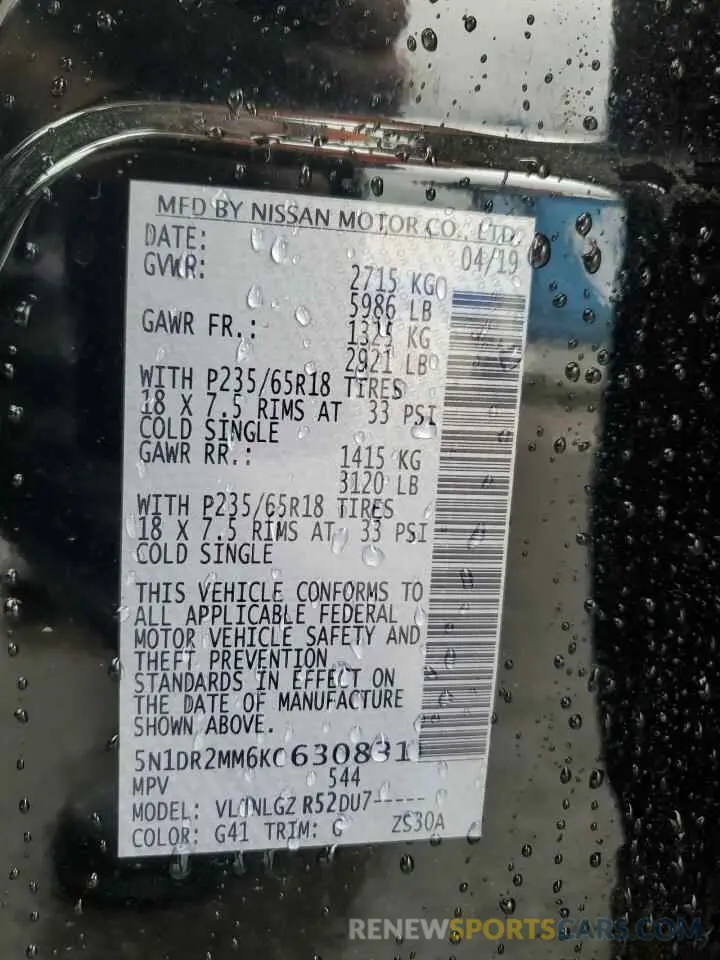 MFD BY NISSAN MOTOR CO., LTD.
DATE: 04/19
GVWR: 2715 KG
5986 LB
GAWR FR.: 1325 KG
2921 LB
WITH P235/65R18 TIRES
18 X 7.5 RIMS AT 33 PSI
COLD SINGLE
GAWR RR.: 1415 KG
3120 LB
WITH P235/65R18 TIRES
18 X 7.5 RIMS AT 33 PSI
COLD SINGLE
THIS VEHICLE CONFORMS TO
ALL APPLICABLE FEDERAL
MOTOR VEHICLE SAFETY AND
THEFT PREVENTION
STANDARDS IN EFFECT ON
THE DATE OF MANUFACTURE
SHOWN ABOVE.
5N1DR2MM6KC630831
MPV 544
MODEL: R52DU7-----
COLOR: G41 TRIM: G ZS30A
RENEWSPORTSCARS.COM